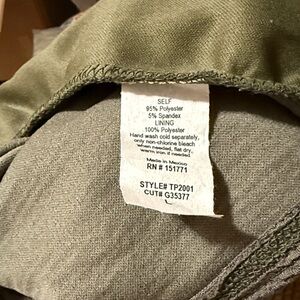 SELF
95% Polyester
5% Spandex
LINING
100% Polyester
Hand wash cold separately,
only non-chlorine bleach
when needed, flat dry,
warm iron if needed.
Made in Mexico
RN # 151771
STYLE# TP2001
CUT# G35377
L